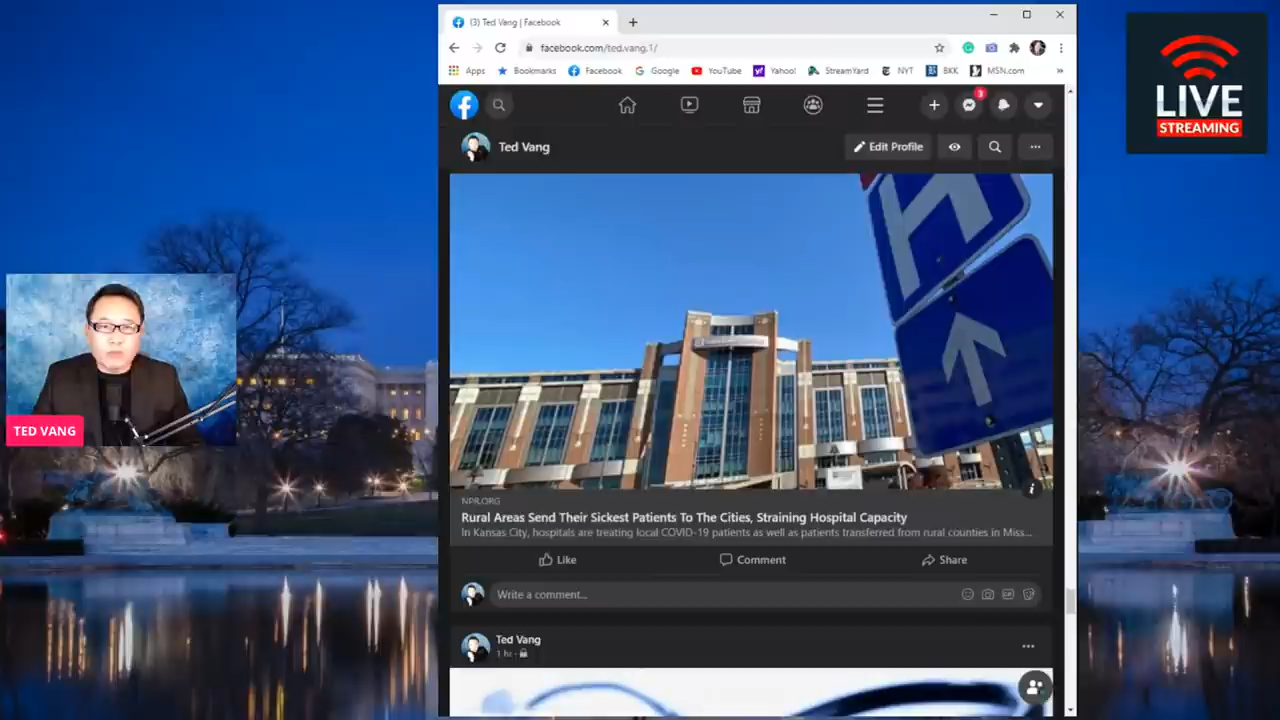 (3) Ted Vang | Facebook
facebook.com/ted.vang.1/
Apps Bookmarks Facebook Google YouTube Yahoo! StreamYard NYT BKK MSN.com »
LIVE
STREAMING
3
Ted Vang
Edit Profile
H
NPR.ORG
Rural Areas Send Their Sickest Patients To The Cities, Straining Hospital Capacity
In Kansas City, hospitals are treating local COVID-19 patients as well as patients transferred from rural counties in Miss...
Like Comment Share
Write a comment...
GIF
Ted Vang
1 hr ·
TED VANG